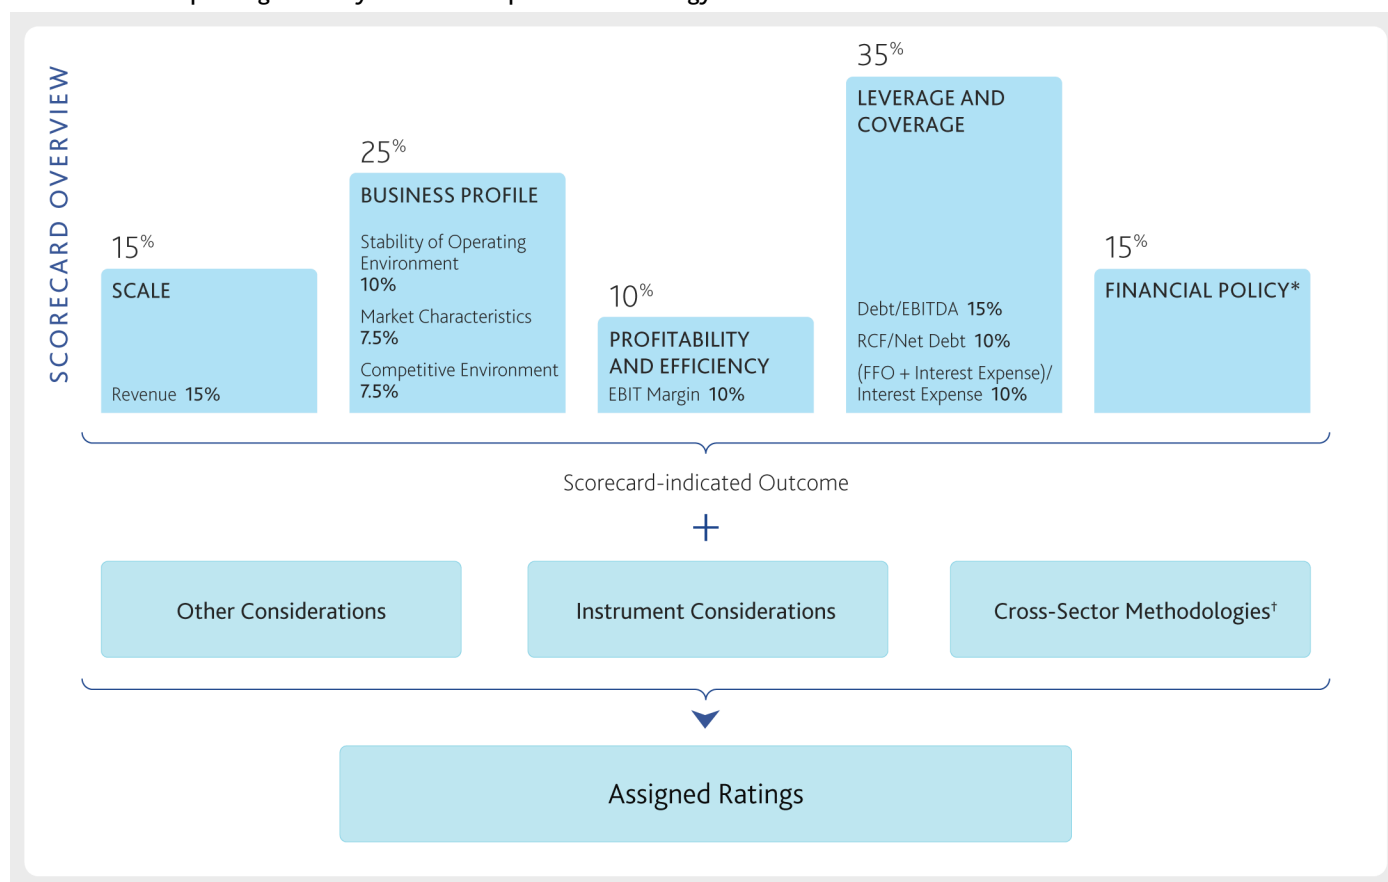 SCORECARD OVERVIEW
15%
SCALE
Revenue 15%
25%
BUSINESS PROFILE
Stability of Operating
Environment
10%
Market Characteristics
7.5%
Competitive Environment
7.5%
10%
PROFITABILITY
AND EFFICIENCY
EBIT Margin 10%
35%
LEVERAGE AND
COVERAGE
Debt/EBITDA 15%
RCF/Net Debt 10%
(FFO + Interest Expense)/
Interest Expense 10%
15%
FINANCIAL POLICY*
Scorecard-indicated Outcome
+
Other Considerations
Instrument Considerations
Cross-Sector Methodologies†
Assigned Ratings